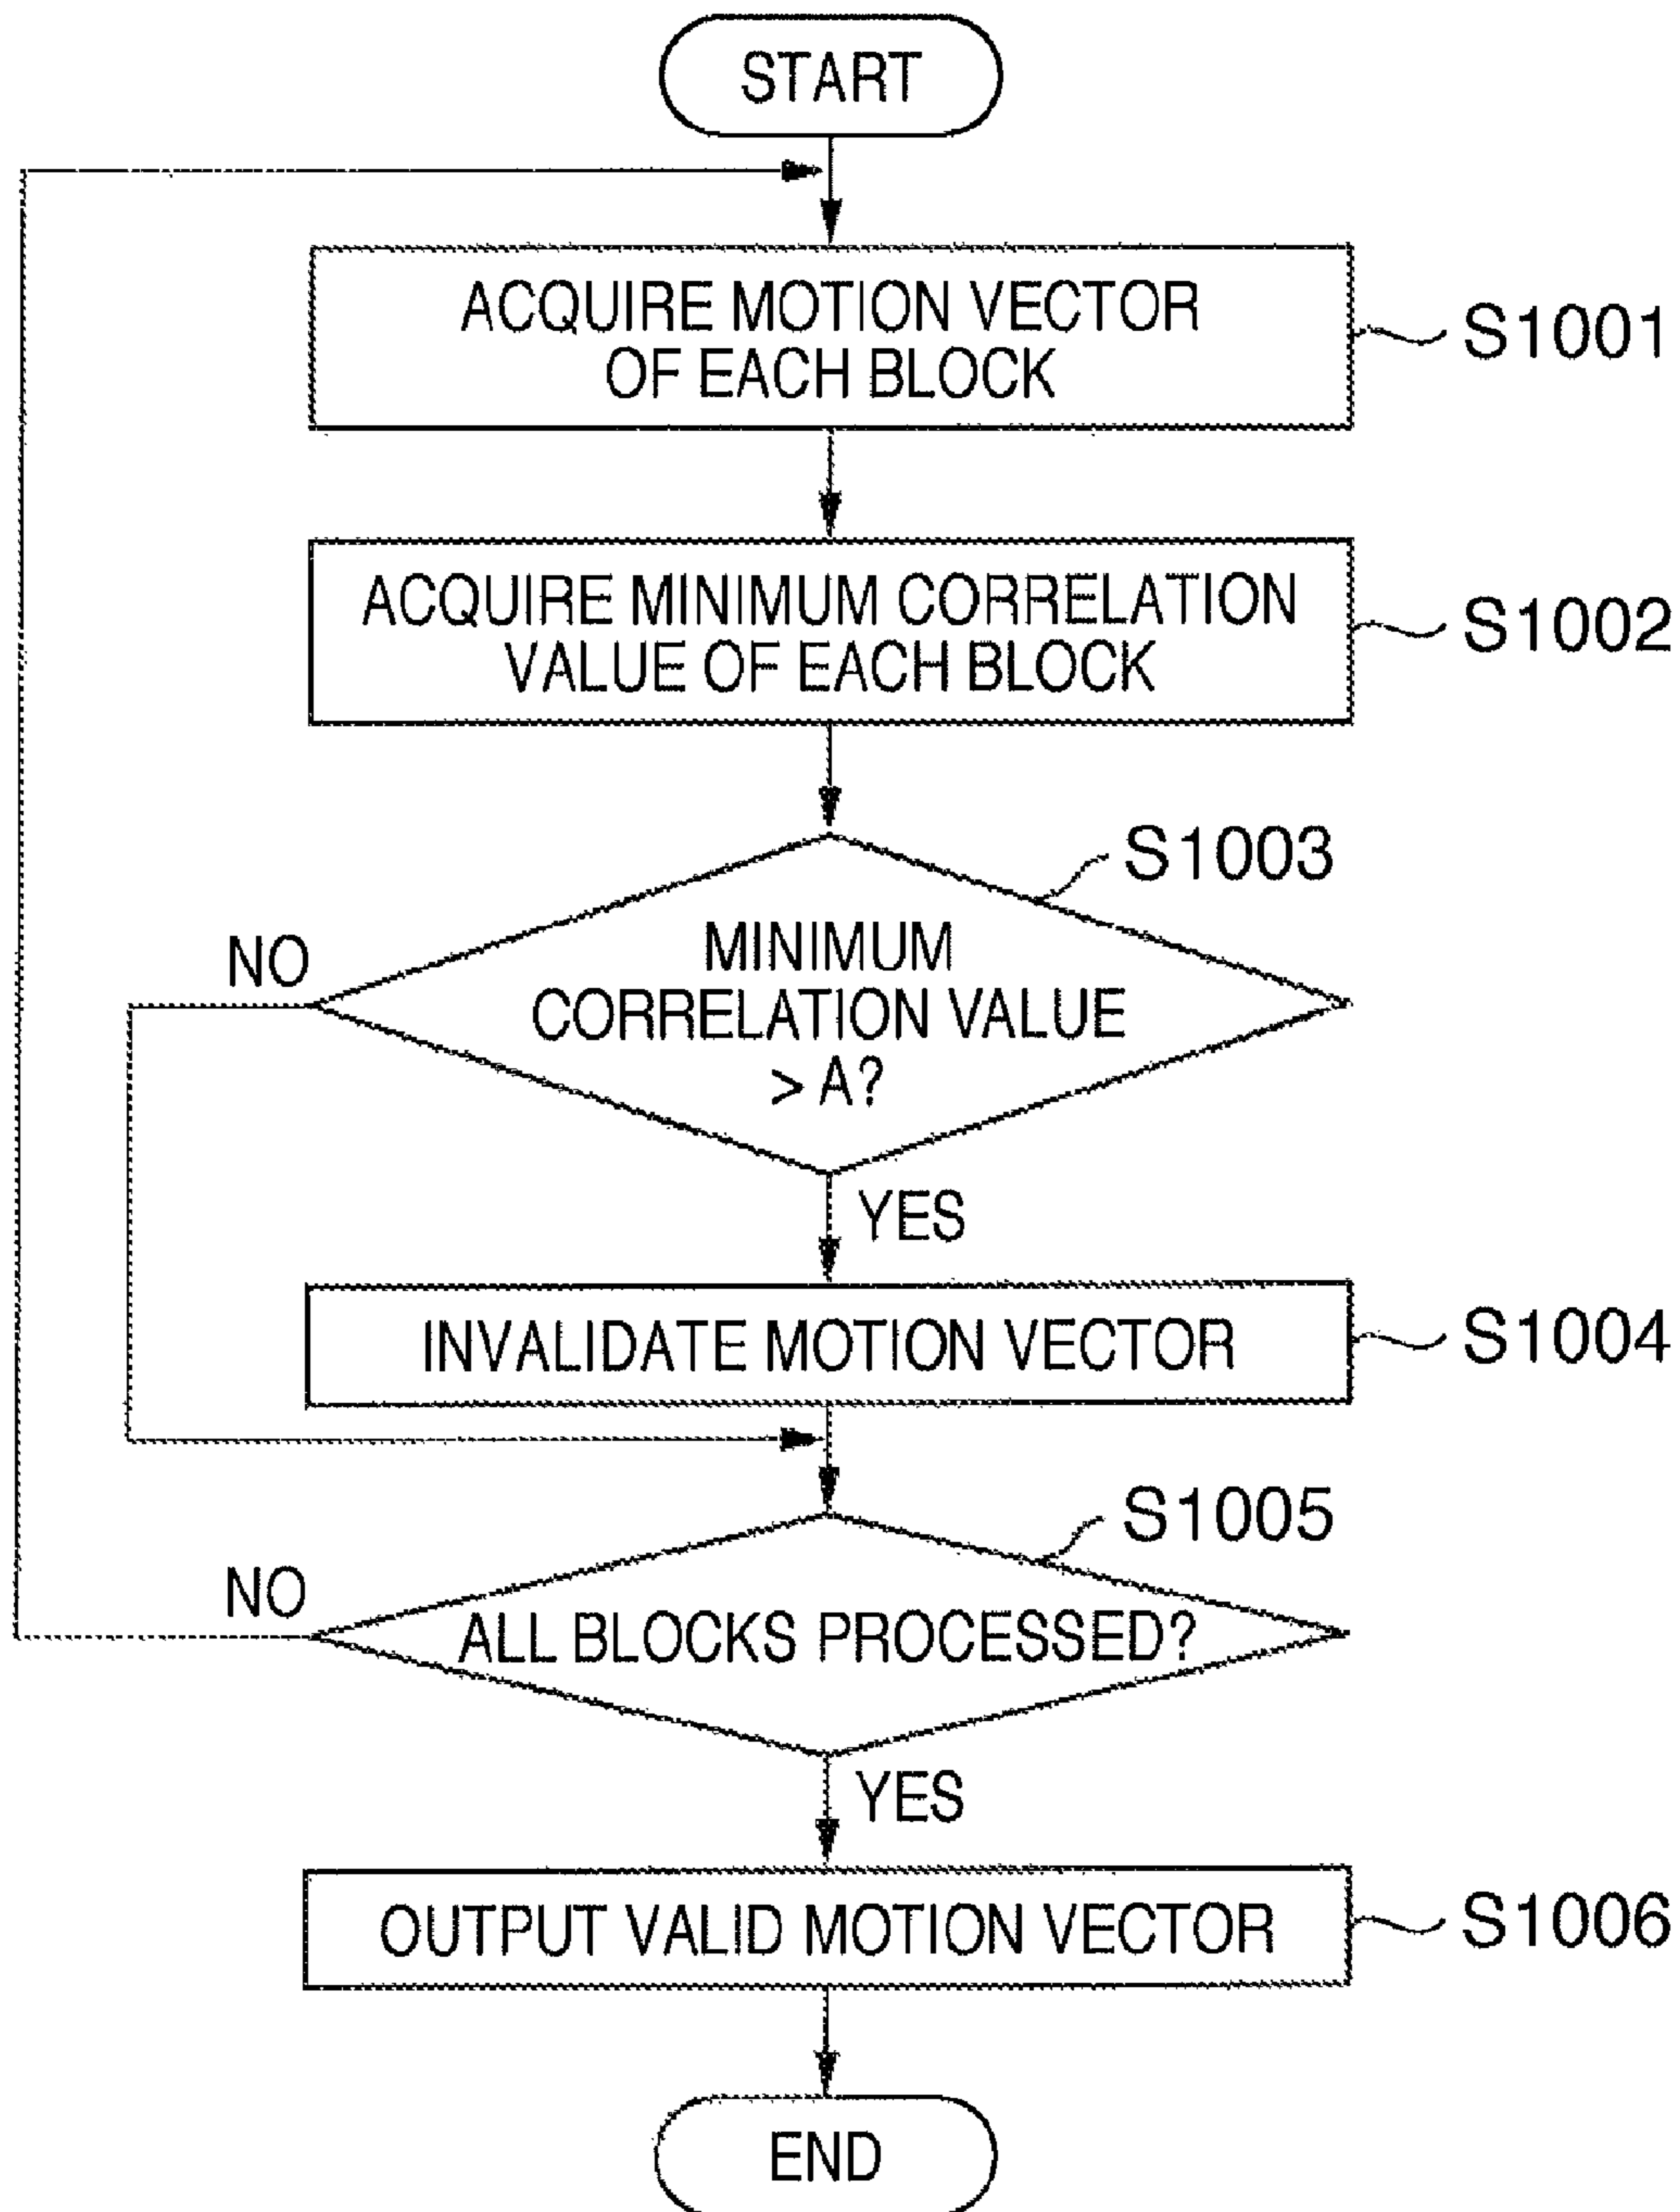 START
ACQUIRE MOTION VECTOR
OF EACH BLOCK
S1001
ACQUIRE MINIMUM CORRELATION
VALUE OF EACH BLOCK
S1002
S1003
NO
MINIMUM
CORRELATION VALUE
> A?
YES
INVALIDATE MOTION VECTOR
S1004
S1005
NO
ALL BLOCKS PROCESSED?
YES
OUTPUT VALID MOTION VECTOR
S1006
END